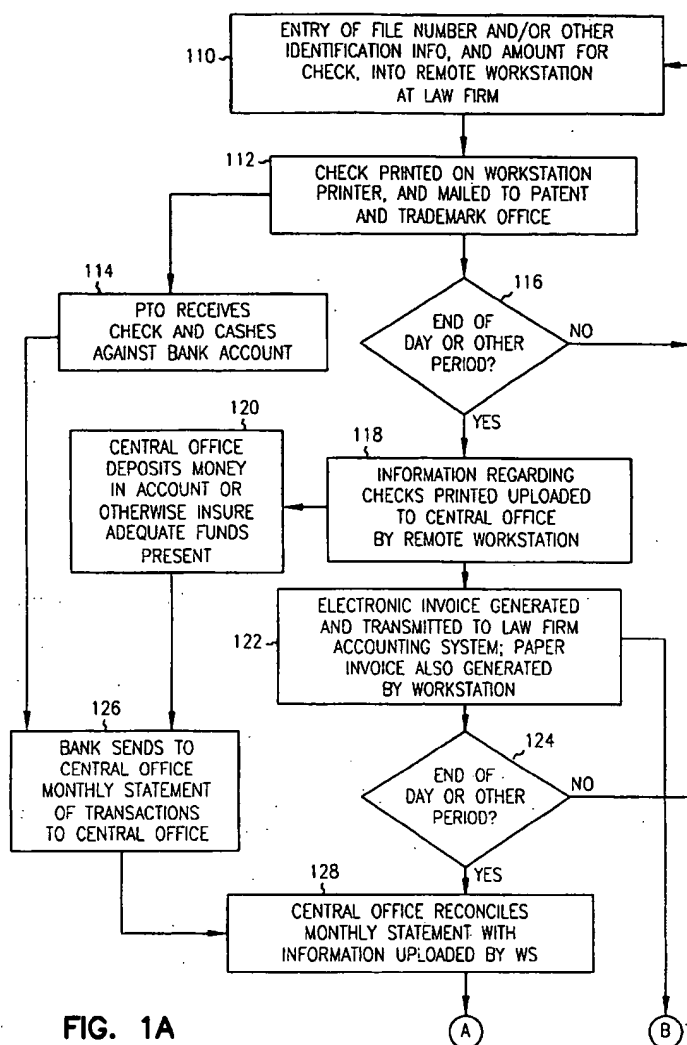 110
ENTRY OF FILE NUMBER AND/OR OTHER
IDENTIFICATION INFO, AND AMOUNT FOR
CHECK, INTO REMOTE WORKSTATION
AT LAW FIRM
112
CHECK PRINTED ON WORKSTATION
PRINTER, AND MAILED TO PATENT
AND TRADEMARK OFFICE
114
PTO RECEIVES
CHECK AND CASHES
AGAINST BANK ACCOUNT
116
END OF
DAY OR OTHER
PERIOD?
NO
YES
118
INFORMATION REGARDING
CHECKS PRINTED UPLOADED
TO CENTRAL OFFICE
BY REMOTE WORKSTATION
120
CENTRAL OFFICE
DEPOSITS MONEY
IN ACCOUNT OR
OTHERWISE INSURE
ADEQUATE FUNDS
PRESENT
122
ELECTRONIC INVOICE GENERATED
AND TRANSMITTED TO LAW FIRM
ACCOUNTING SYSTEM; PAPER
INVOICE ALSO GENERATED
BY WORKSTATION
124
END OF
DAY OR OTHER
PERIOD?
NO
YES
126
BANK SENDS TO
CENTRAL OFFICE
MONTHLY STATEMENT
OF TRANSACTIONS
TO CENTRAL OFFICE
128
CENTRAL OFFICE RECONCILES
MONTHLY STATEMENT WITH
INFORMATION UPLOADED BY WS
A
B
FIG. 1A